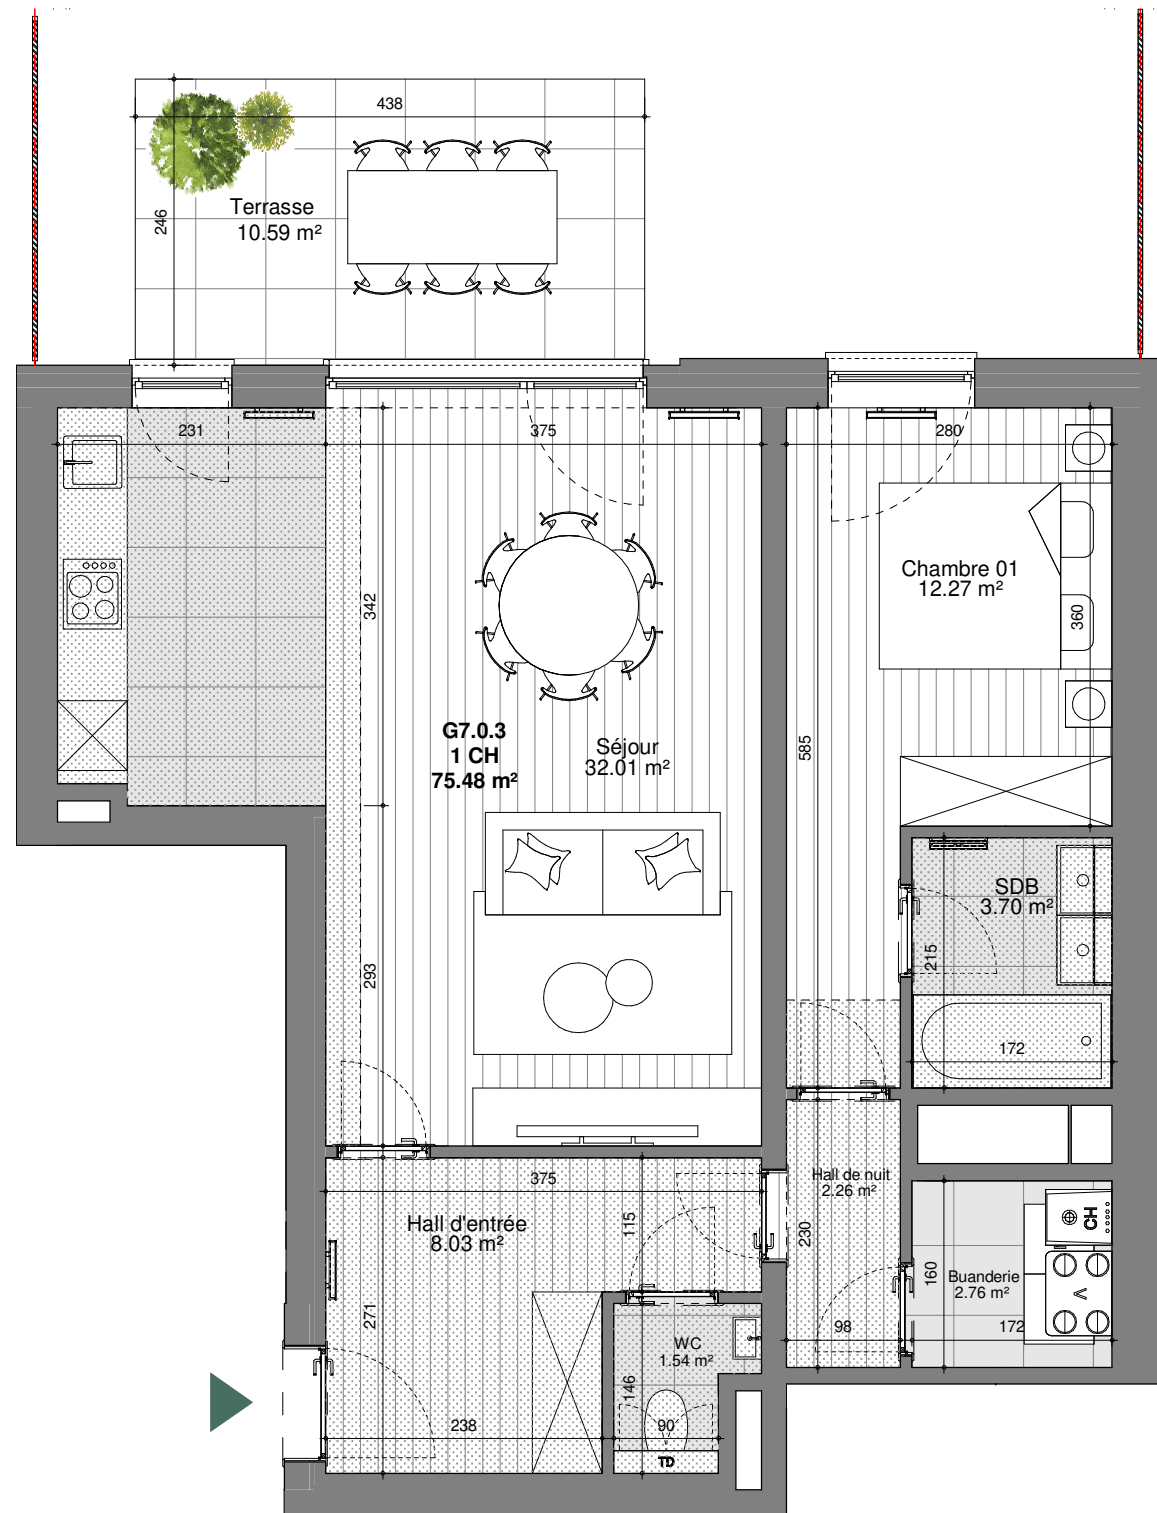 438
246
Terrasse
10.59 m²
231
375
280
Chambre 01
12.27 m²
360
342
G7.0.3
1 CH
75.48 m²
Séjour
32.01 m²
585
SDB
3.70 m²
215
293
172
375
Hall de nuit
2.26 m²
CH
Hall d'entrée
8.03 m²
115
230
160
Buanderie
2.76 m²
V
271
98
172
WC
1.54 m²
146
238
90
TD